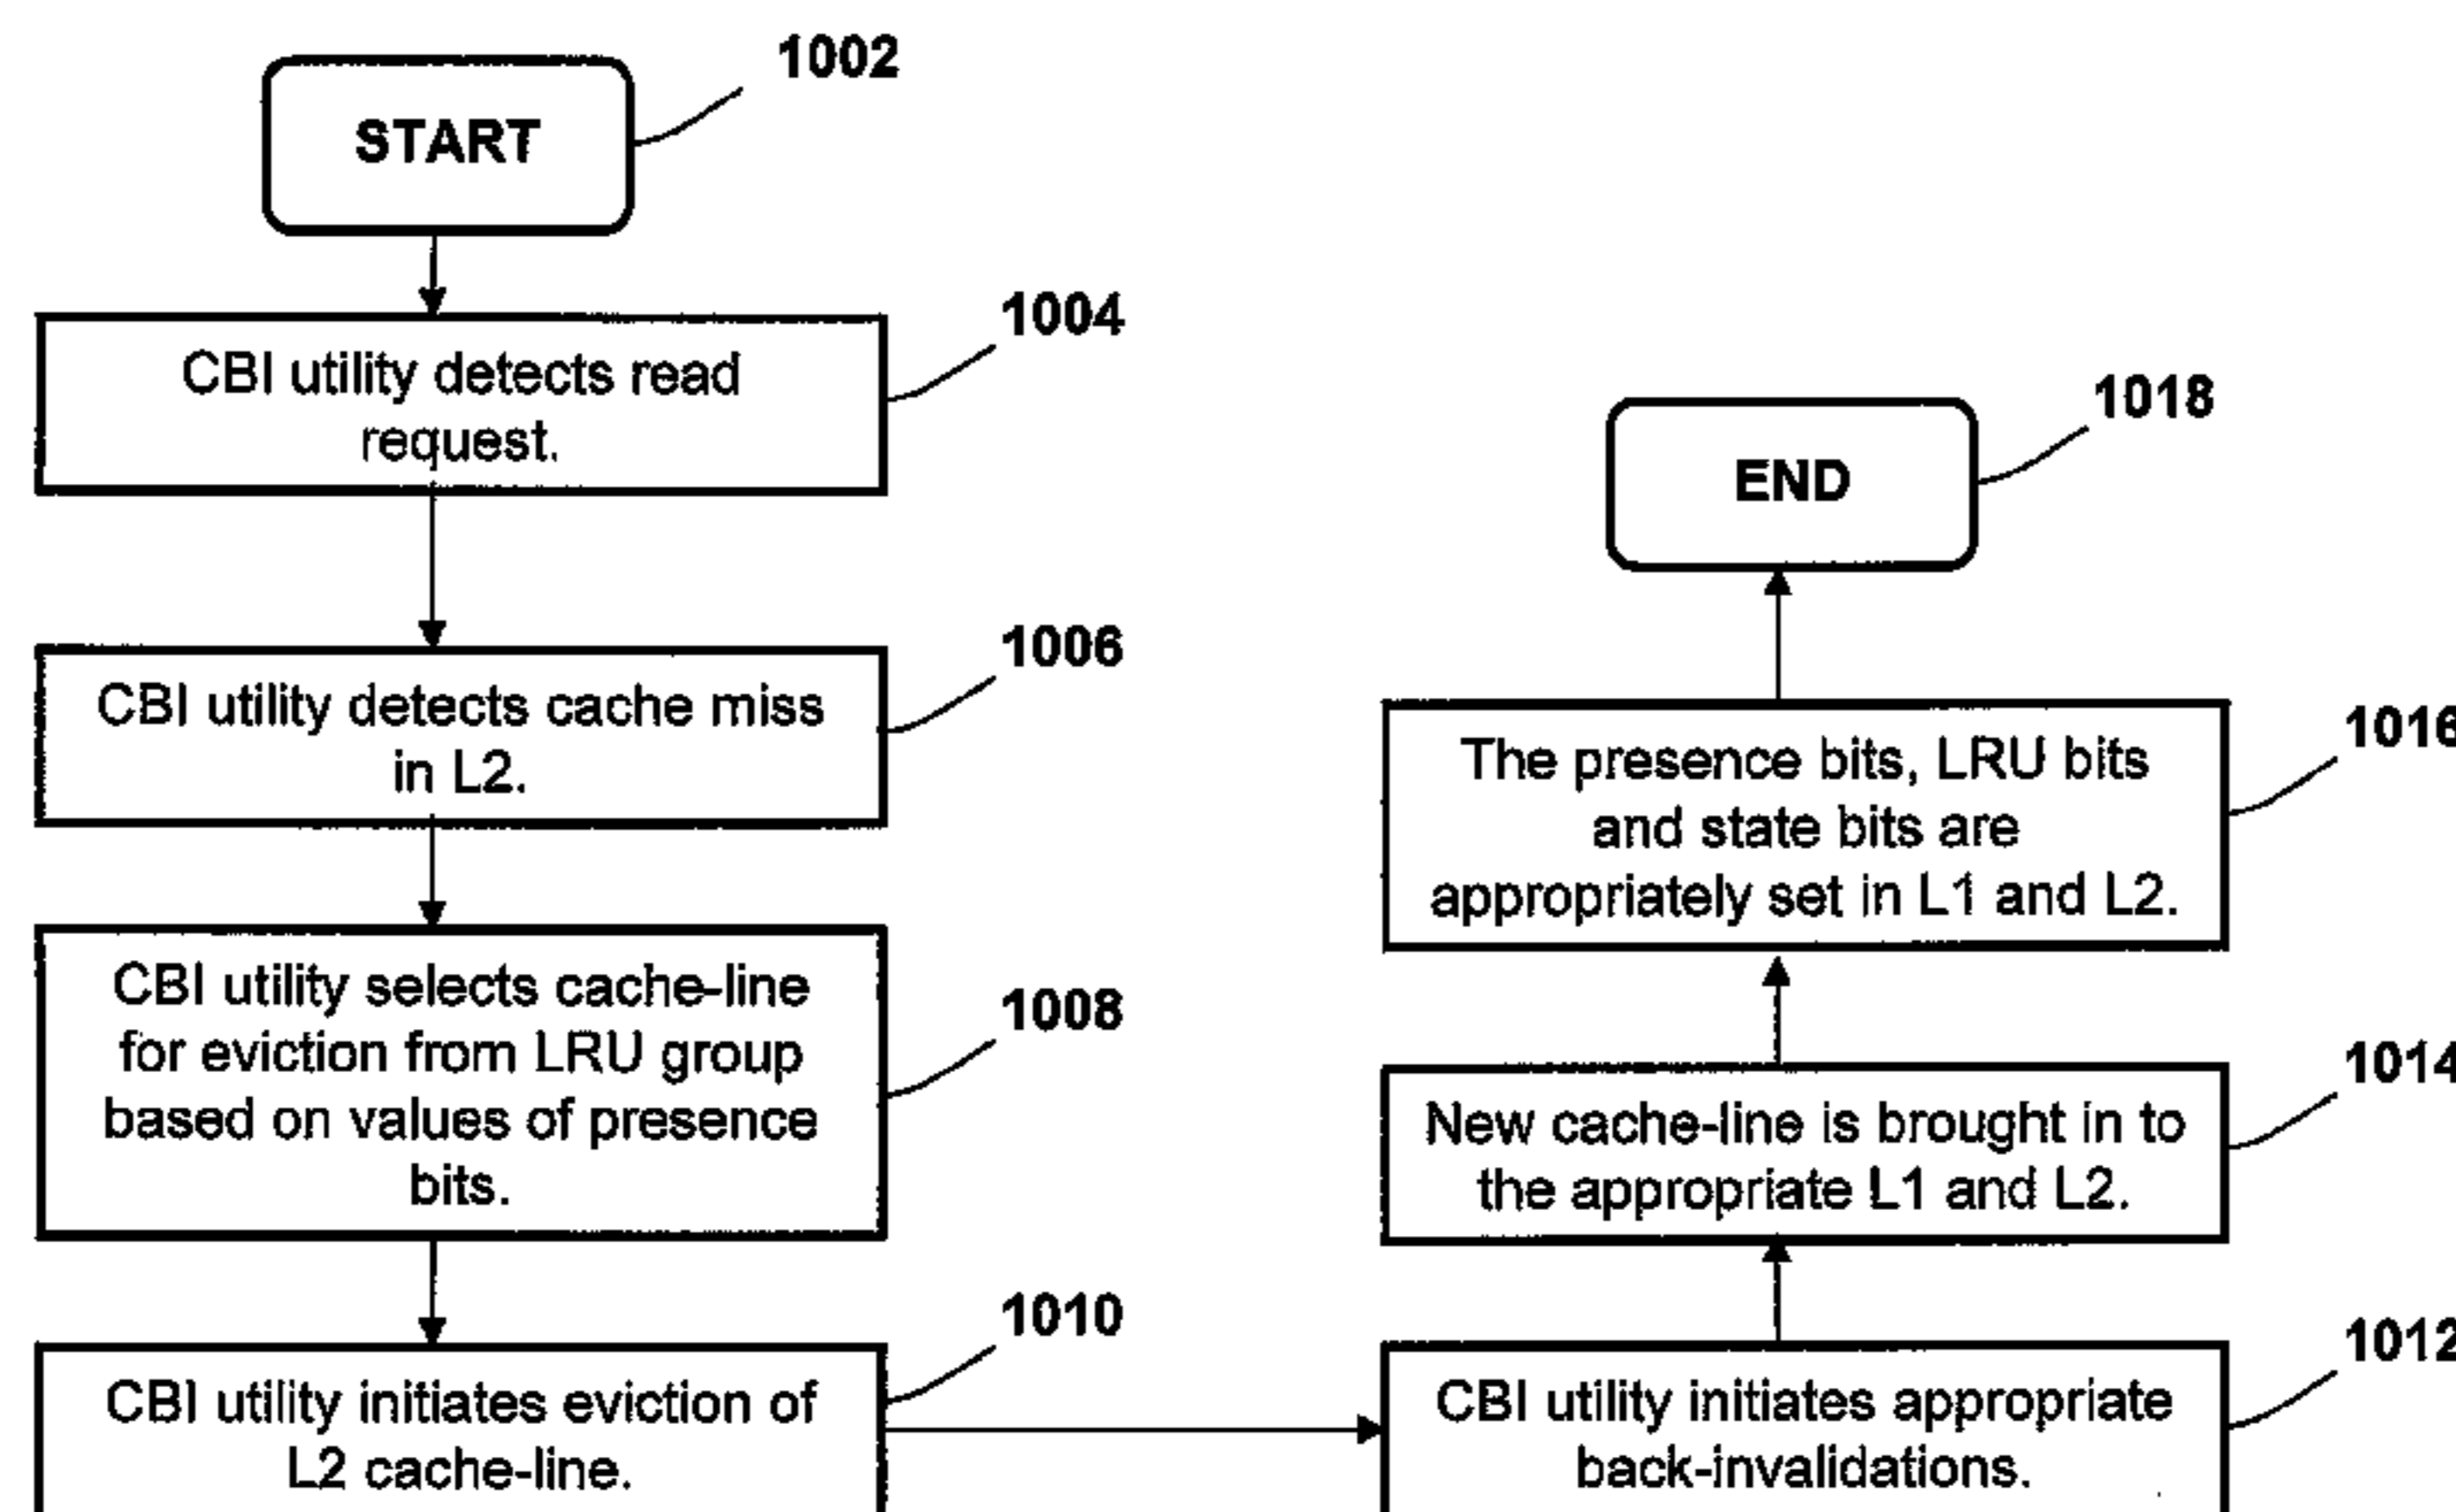 1002
START
1004
CBI utility detects read
request.
1006
CBI utility detects cache miss
in L2.
1008
CBI utility selects cache-line
for eviction from LRU group
based on values of presence
bits.
1010
CBI utility initiates eviction of
L2 cache-line.
1012
CBI utility initiates appropriate
back-invalidations.
1014
New cache-line is brought in to
the appropriate L1 and L2.
1016
The presence bits, LRU bits
and state bits are
appropriately set in L1 and L2.
1018
END